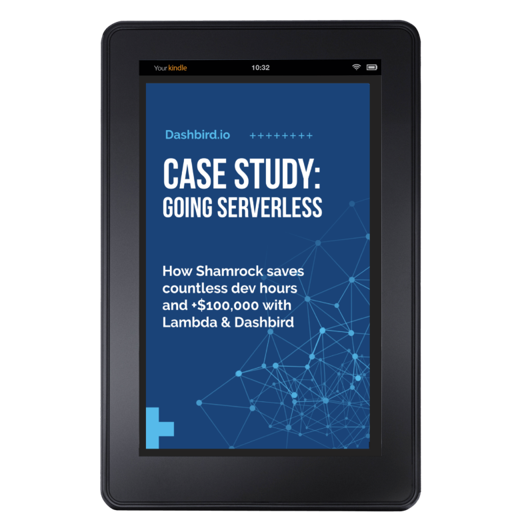 Your kindle
10:32
Dashbird.io ++++++++
CASE STUDY:
GOING SERVERLESS
How Shamrock saves
countless dev hours
and +$100,000 with
Lambda & Dashbird